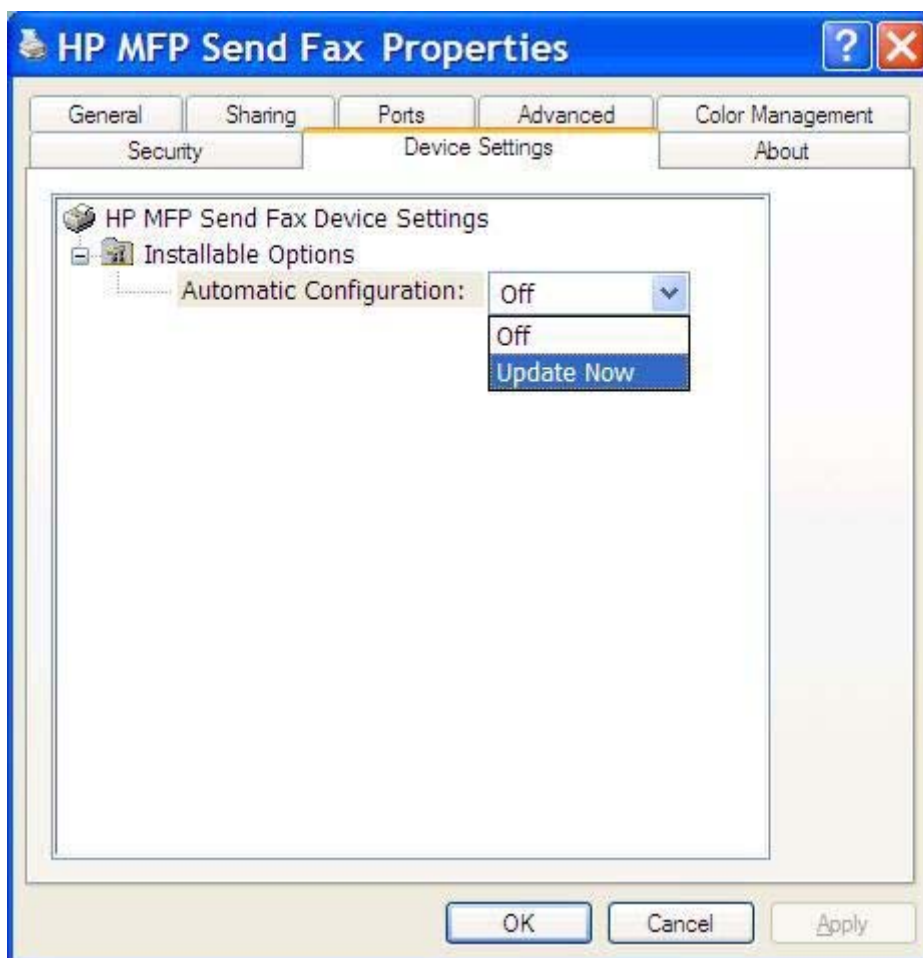 HP MFP Send Fax Properties
General Sharing Ports Advanced Color Management
Security Device Settings About
HP MFP Send Fax Device Settings
Installable Options
Automatic Configuration: Off
Off
Update Now
OK Cancel Apply